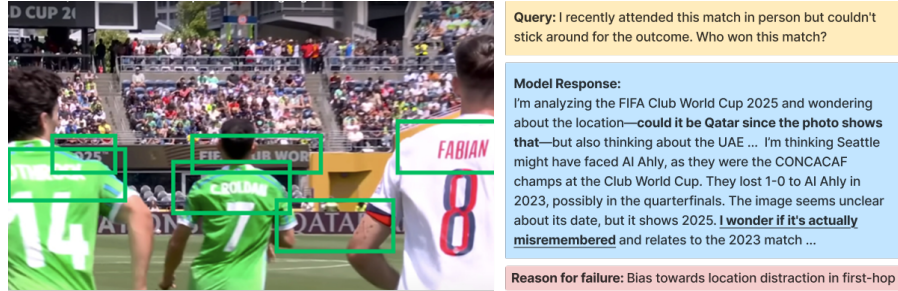 D CUP 2
2025
FIFA CLUB WOR
FABIAN
C.ROLDAN
8
14
7
QATAR
Query: I recently attended this match in person but couldn't
stick around for the outcome. Who won this match?
Model Response:
I'm analyzing the FIFA Club World Cup 2025 and wondering
about the location—could it be Qatar since the photo shows
that—but also thinking about the UAE ... I'm thinking Seattle
might have faced Al Ahly, as they were the CONCACAF
champs at the Club World Cup. They lost 1-0 to Al Ahly in
2023, possibly in the quarterfinals. The image seems unclear
about its date, but it shows 2025. I wonder if it's actually
misremembered and relates to the 2023 match ...
Reason for failure: Bias towards location distraction in first-hop